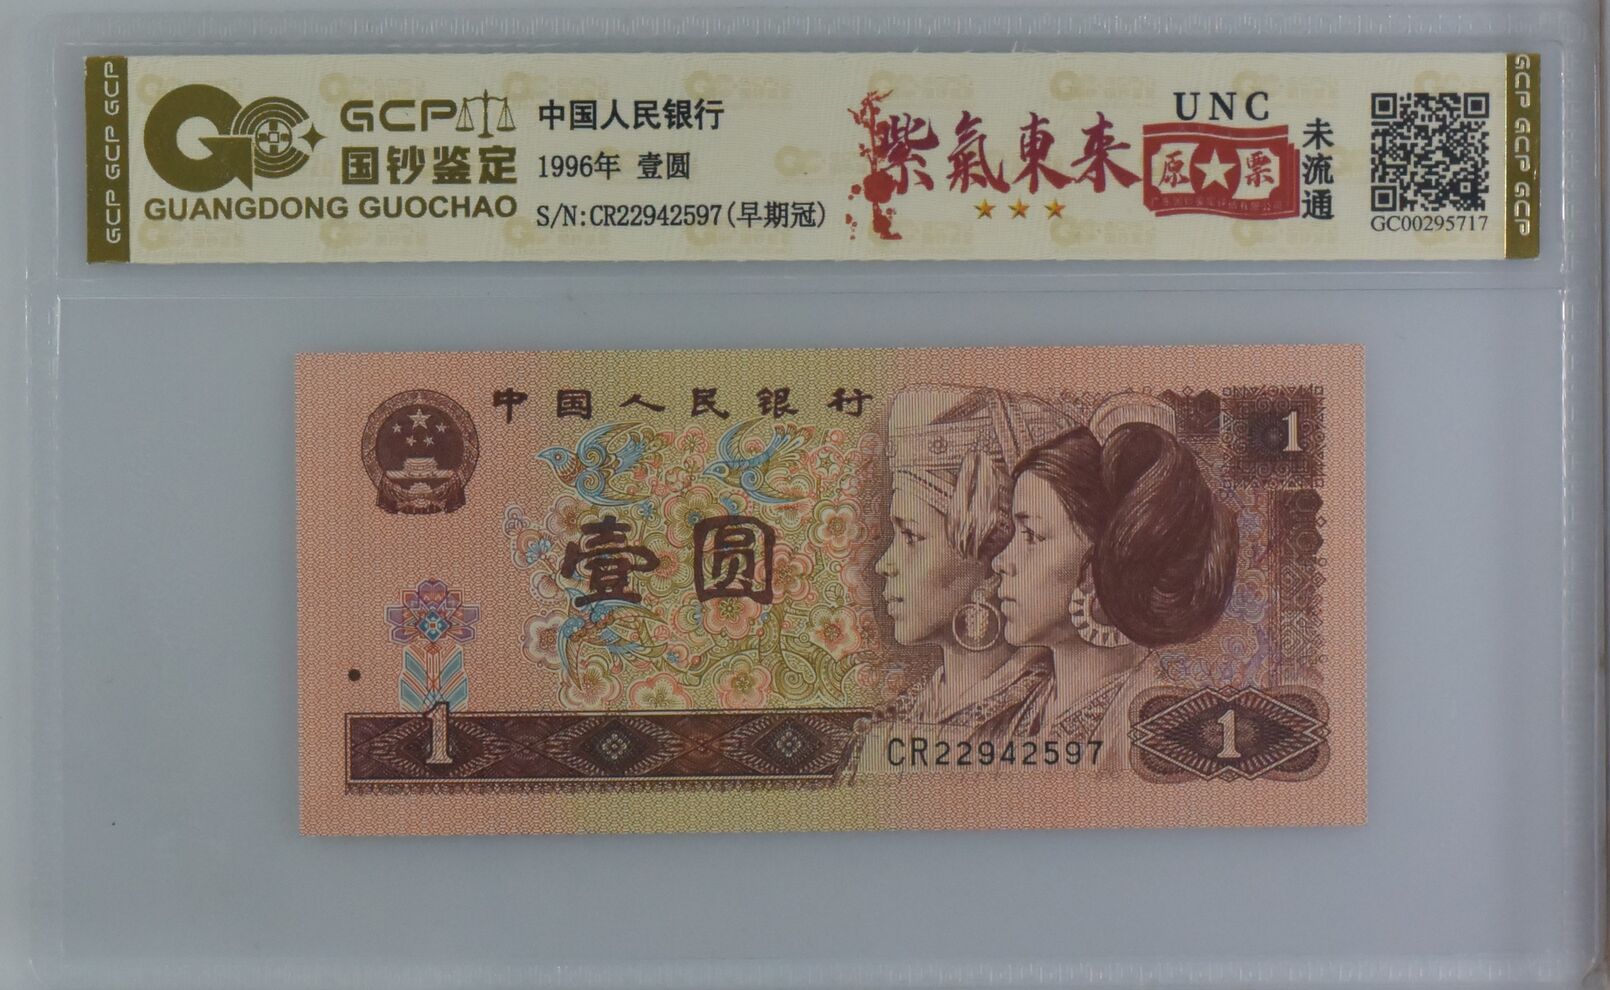 GCP GCP GCP
GCP
国钞鉴定
GUANGDONG GUOCHAO
中国人民银行
1996年 壹圆
S/N:CR22942597(早期冠)
紫氣東来
UNC
原★票
未流通
GC00295717
GCP GCP GCP
中国人民银行
1
壹圆
1
CR22942597
1